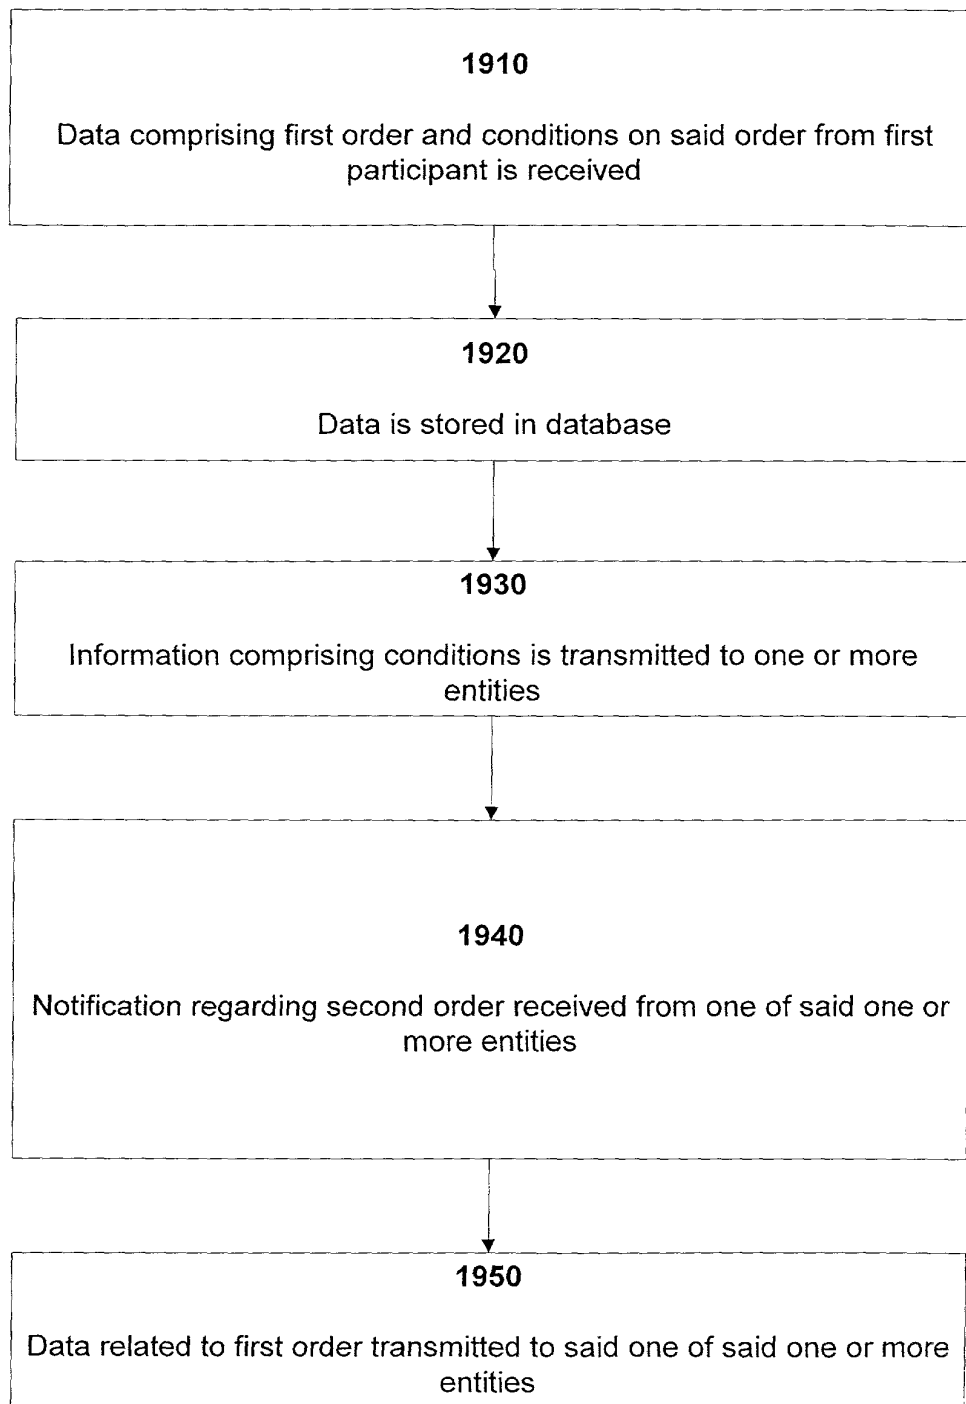 1910
Data comprising first order and conditions on said order from first
participant is received
1920
Data is stored in database
1930
Information comprising conditions is transmitted to one or more
entities
1940
Notification regarding second order received from one of said one or
more entities
1950
Data related to first order transmitted to said one of said one or more
entities